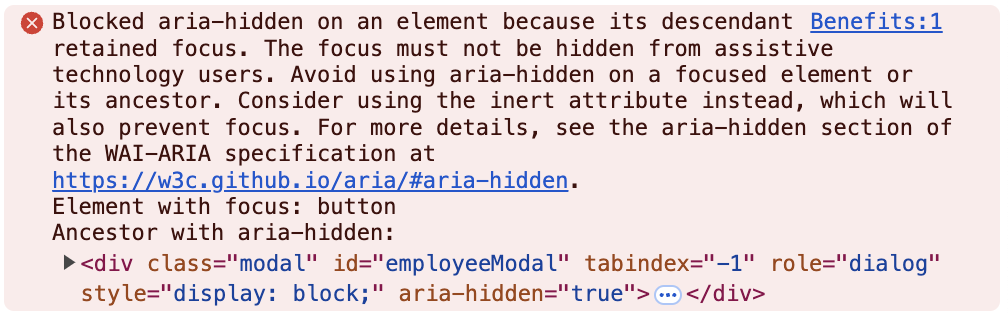 Blocked aria-hidden on an element because its descendant Benefits:1
retained focus. The focus must not be hidden from assistive
technology users. Avoid using aria-hidden on a focused element or
its ancestor. Consider using the inert attribute instead, which will
also prevent focus. For more details, see the aria-hidden section of
the WAI-ARIA specification at
https://w3c.github.io/aria/#aria-hidden.
Element with focus: button
Ancestor with aria-hidden:
<div class="modal" id="employeeModal" tabindex="-1" role="dialog"
style="display: block;" aria-hidden="true">…</div>